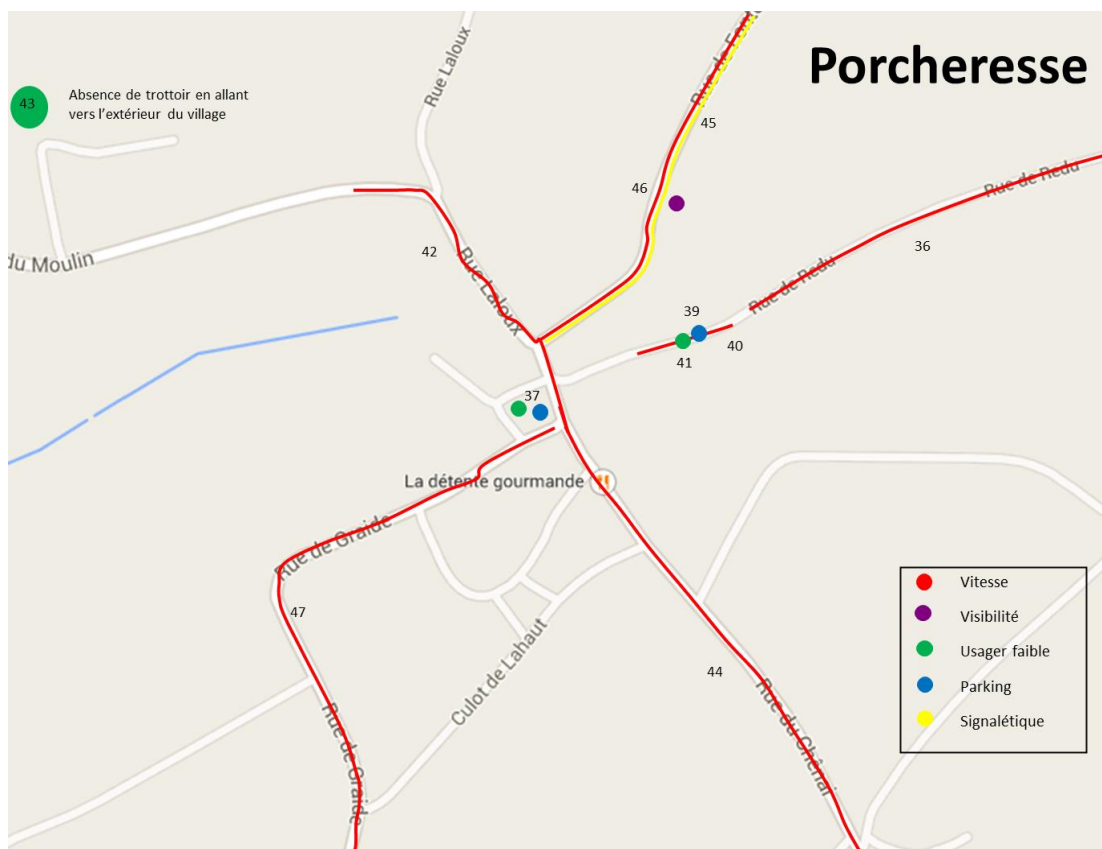 Porcheresse
43
Absence de trottoir en allant
vers l'extérieur du village
Rue Laloux
45
46
Rue de Redu
36
du Moulin
42
Rue Laloux
Rue de Redu
39
40
41
37
La détente gourmande
Rue de Graide
47
Culot de Lahaut
44
Rue du Chênai
Rue de Graide
Vitesse
Visibilité
Usager faible
Parking
Signalétique